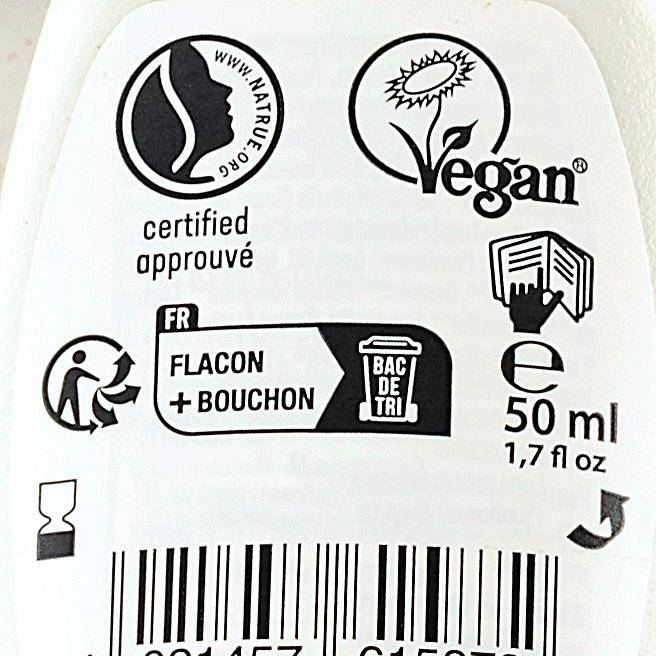 WWW.NATRUE.ORG
certified
approuvé
Vegan®
FR
FLACON
+ BOUCHON
BAC
DE
TRI
e
50 ml
1,7 fl oz